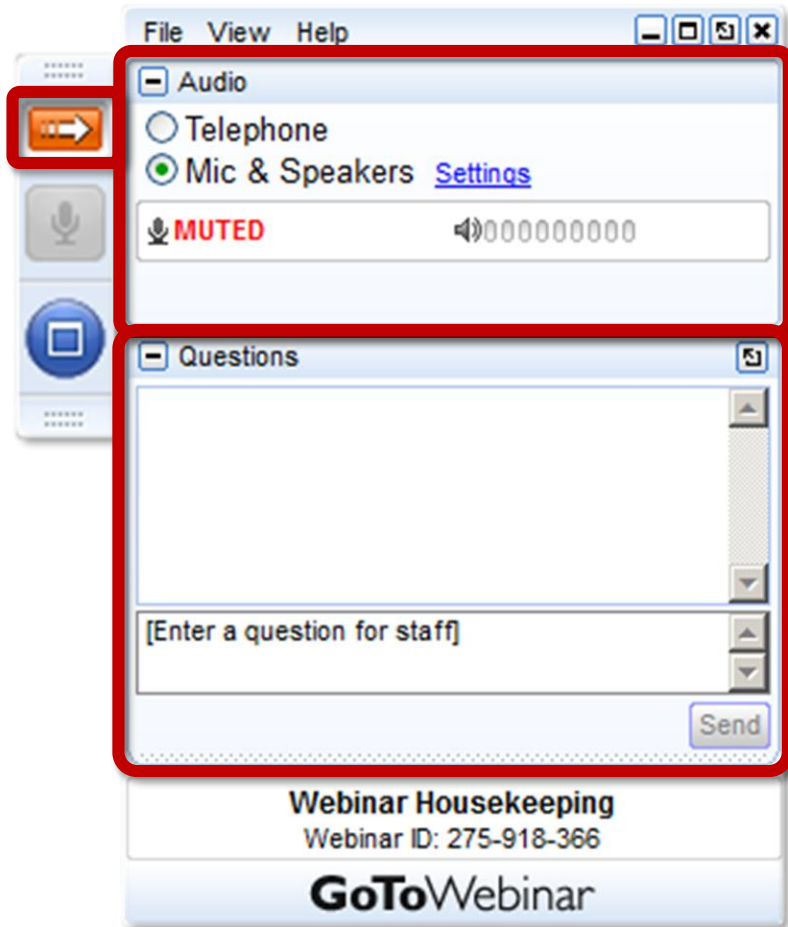 File View Help
Audio
Telephone
Mic & Speakers Settings
MUTED
Questions
[Enter a question for staff]
Send
Webinar Housekeeping
Webinar ID: 275-918-366
GoToWebinar